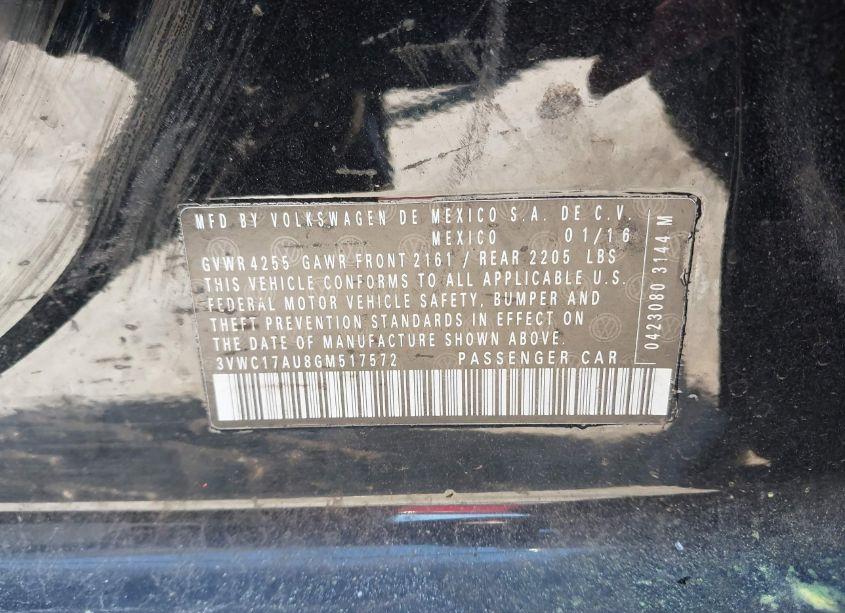 MFD BY VOLKSWAGEN DE MEXICO S.A. DE C.V.
MEXICO 01/16
GVWR 4255 GAWR FRONT 2161 / REAR 2205 LBS
THIS VEHICLE CONFORMS TO ALL APPLICABLE U.S.
FEDERAL MOTOR VEHICLE SAFETY, BUMPER AND
THEFT PREVENTION STANDARDS IN EFFECT ON
THE DATE OF MANUFACTURE SHOWN ABOVE.
3VWC17AU8GM517572 PASSENGER CAR
0423080 3144 M